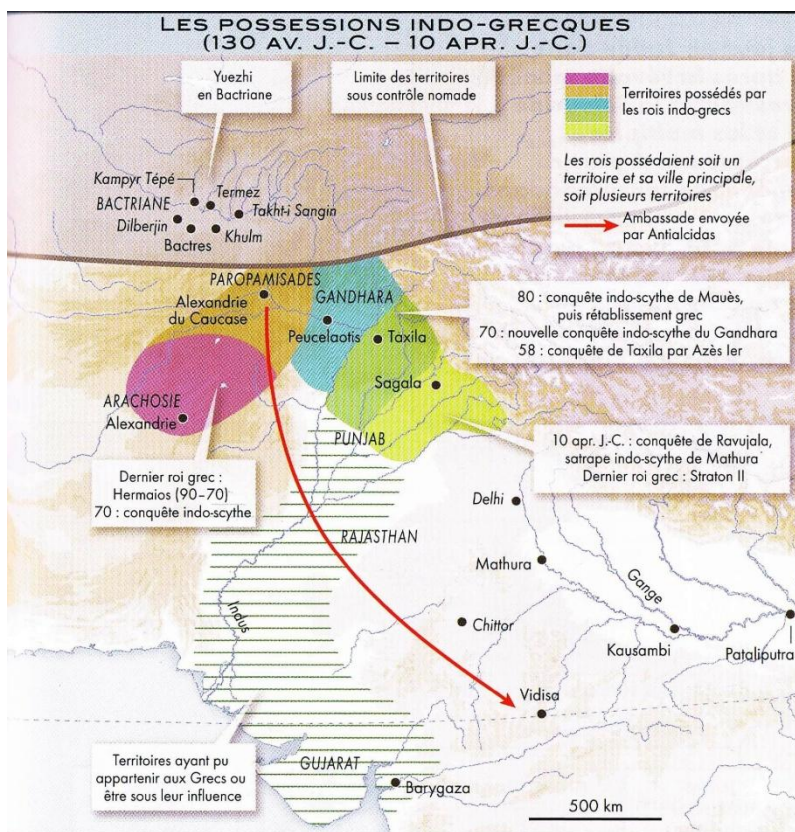 LES POSSESSIONS INDO-GRECQUES
(130 AV. J.-C. – 10 APR. J.-C.)
Yuezhi
en Bactriane
Limite des territoires
sous contrôle nomade
Territoires possédés par
les rois indo-grecs
Les rois possédaient soit un
territoire et sa ville principale,
soit plusieurs territoires
Ambassade envoyée
par Antialcidas
Kampyr Tépé
Termez
BACTRIANE
Takht-i Sangin
Dilberjin
Khulm
Bactres
PAROPAMISADES
Alexandrie
du Caucase
GANDHARA
Peucelaotis
Taxila
Sagala
80 : conquête indo-scythe de Mauès,
puis rétablissement grec
70 : nouvelle conquête indo-scythe du Gandhara
58 : conquête de Taxila par Azès Ier
ARACHOSIE
Alexandrie
PUNJAB
10 apr. J.-C. : conquête de Ravujala,
satrape indo-scythe de Mathura
Dernier roi grec : Straton II
Dernier roi grec :
Hermaios (90–70)
70 : conquête indo-scythe
Delhi
RAJASTHAN
Mathura
Gange
Indus
Chittor
Kausambi
Pataliputra
Vidisa
Territoires ayant pu
appartenir aux Grecs ou
être sous leur influence
GUJARAT
Barygaza
500 km